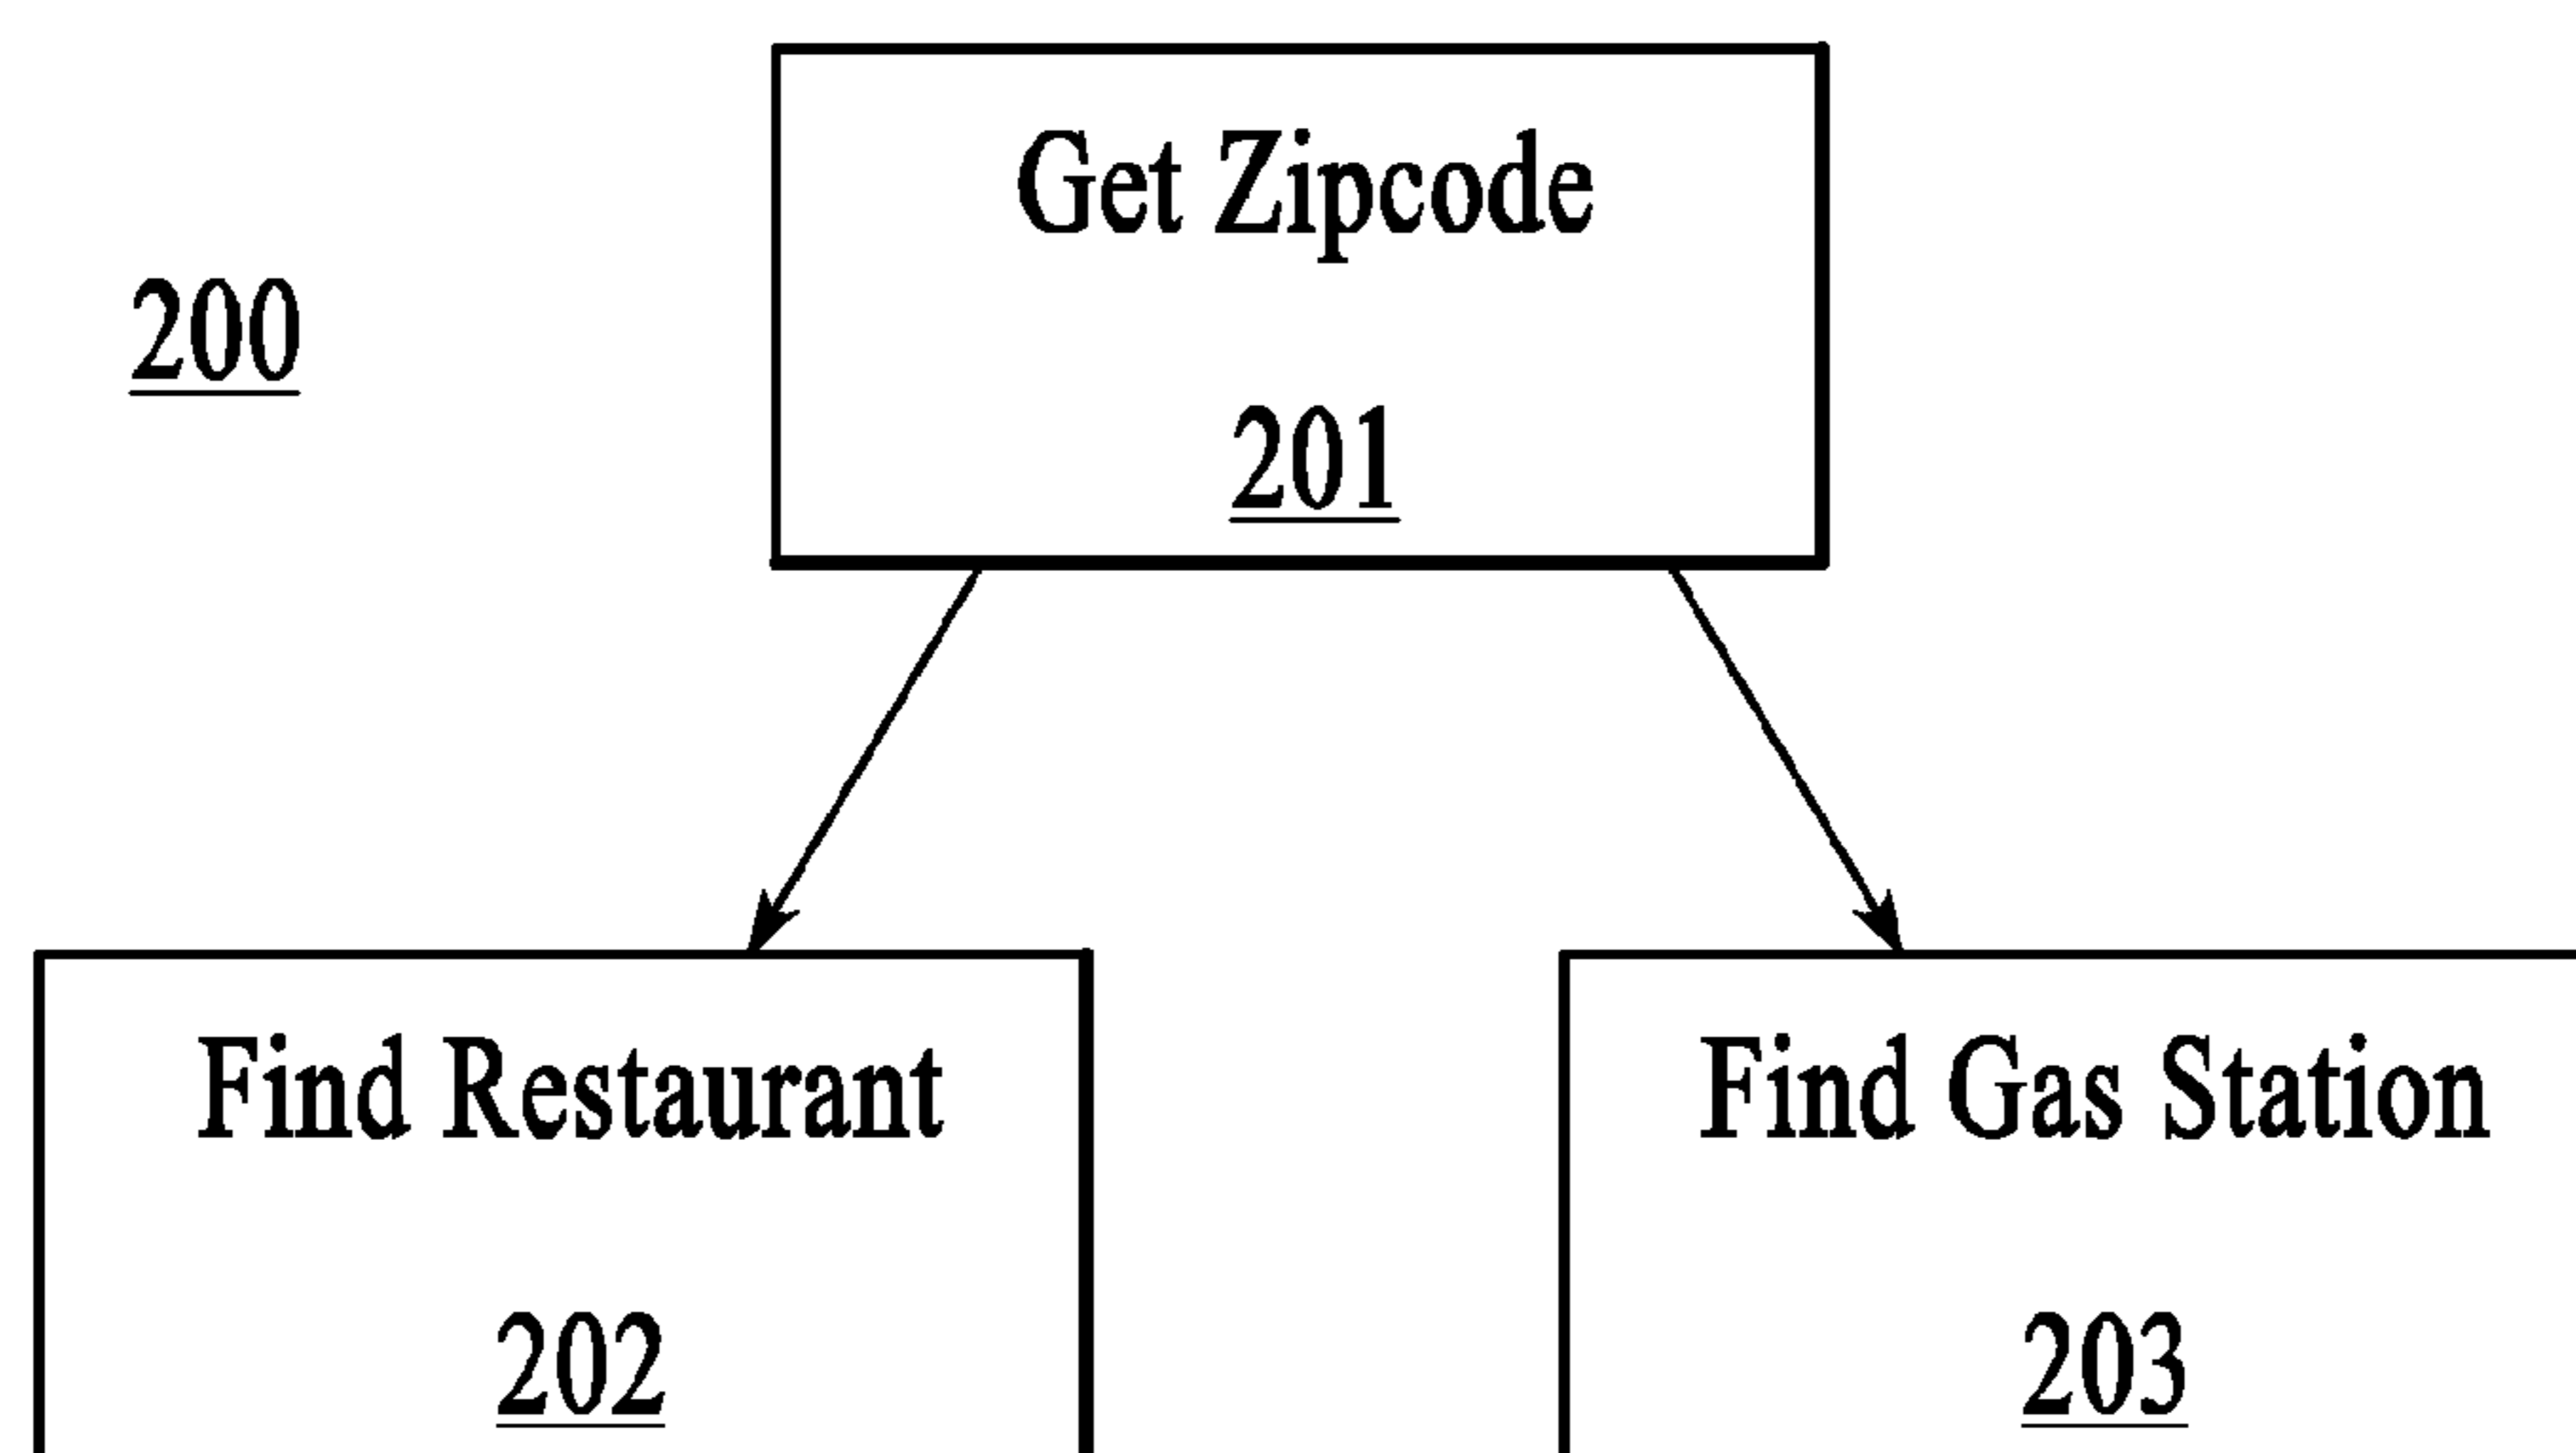 Get Zipcode
200
201
Find Restaurant
Find Gas Station
202
203